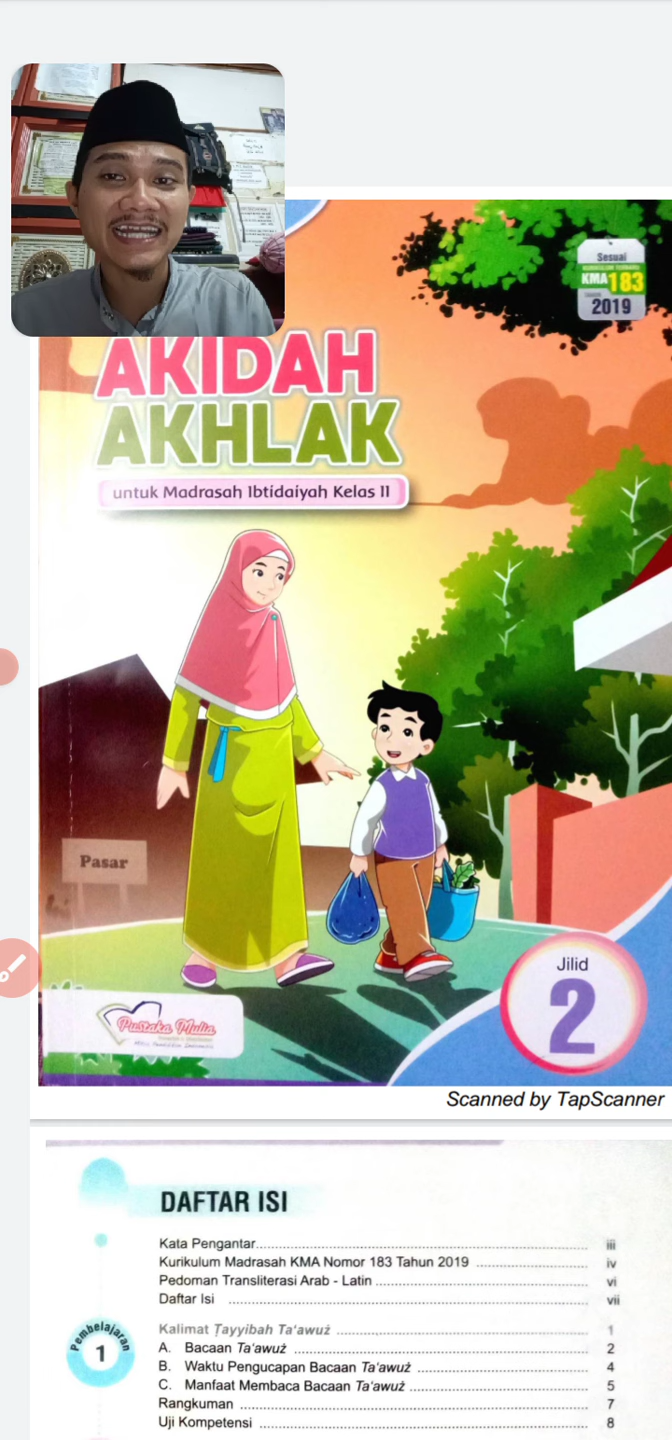 Sesuai
KMA 183
2019
AKIDAH
AKHLAK
untuk Madrasah Ibtidaiyah Kelas II
Pasar
Jilid
2
Pustaka Mulia
Scanned by TapScanner
DAFTAR ISI
Kata Pengantar iii
Kurikulum Madrasah KMA Nomor 183 Tahun 2019 iv
Pedoman Transliterasi Arab - Latin vi
Daftar Isi vii
Pembelajaran
1
Kalimat Ṭayyibah Ta'awuż 1
A. Bacaan Ta'awuż 2
B. Waktu Pengucapan Bacaan Ta'awuż 4
C. Manfaat Membaca Bacaan Ta'awuż 5
Rangkuman 7
Uji Kompetensi 8